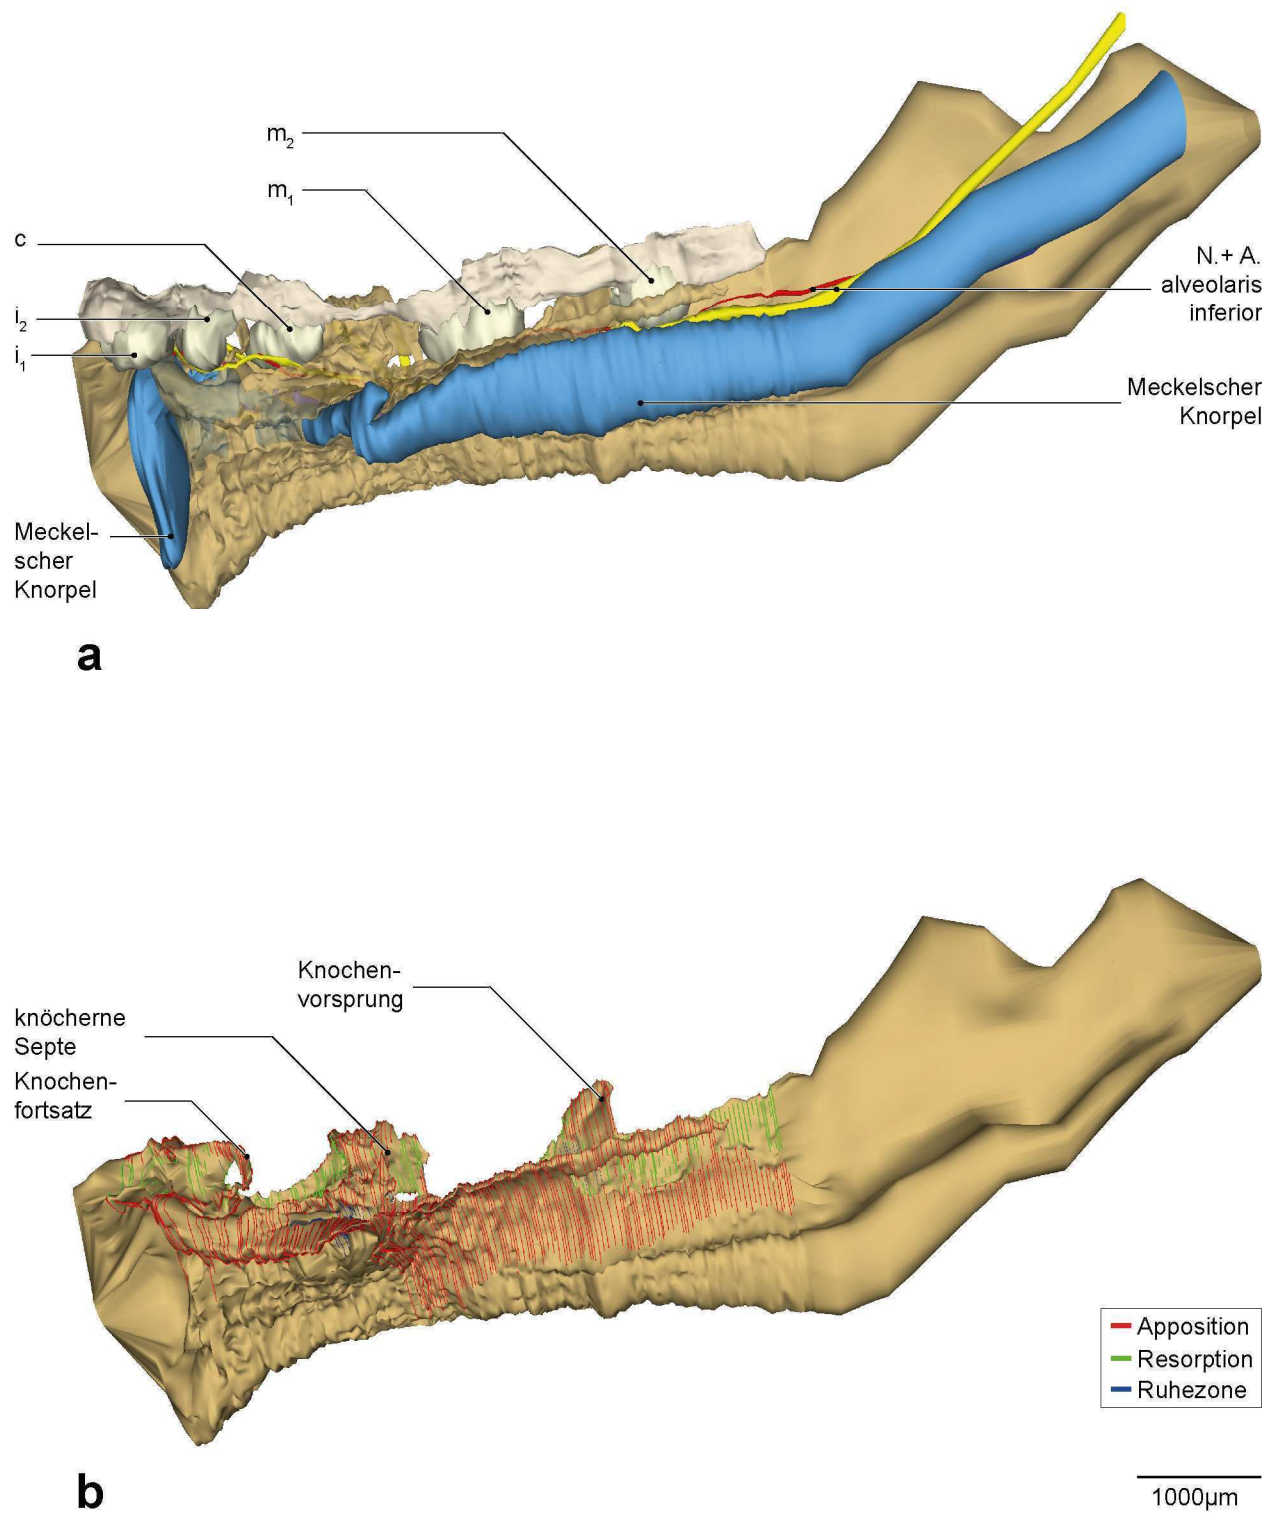 m2
m1
c
i2
i1
N.+ A.
alveolaris
inferior
Meckelscher
Knorpel
Meckel-
scher
Knorpel
a
Knochen-
vorsprung
knöcherne
Septe
Knochen-
fortsatz
Apposition
Resorption
Ruhezone
b
1000µm